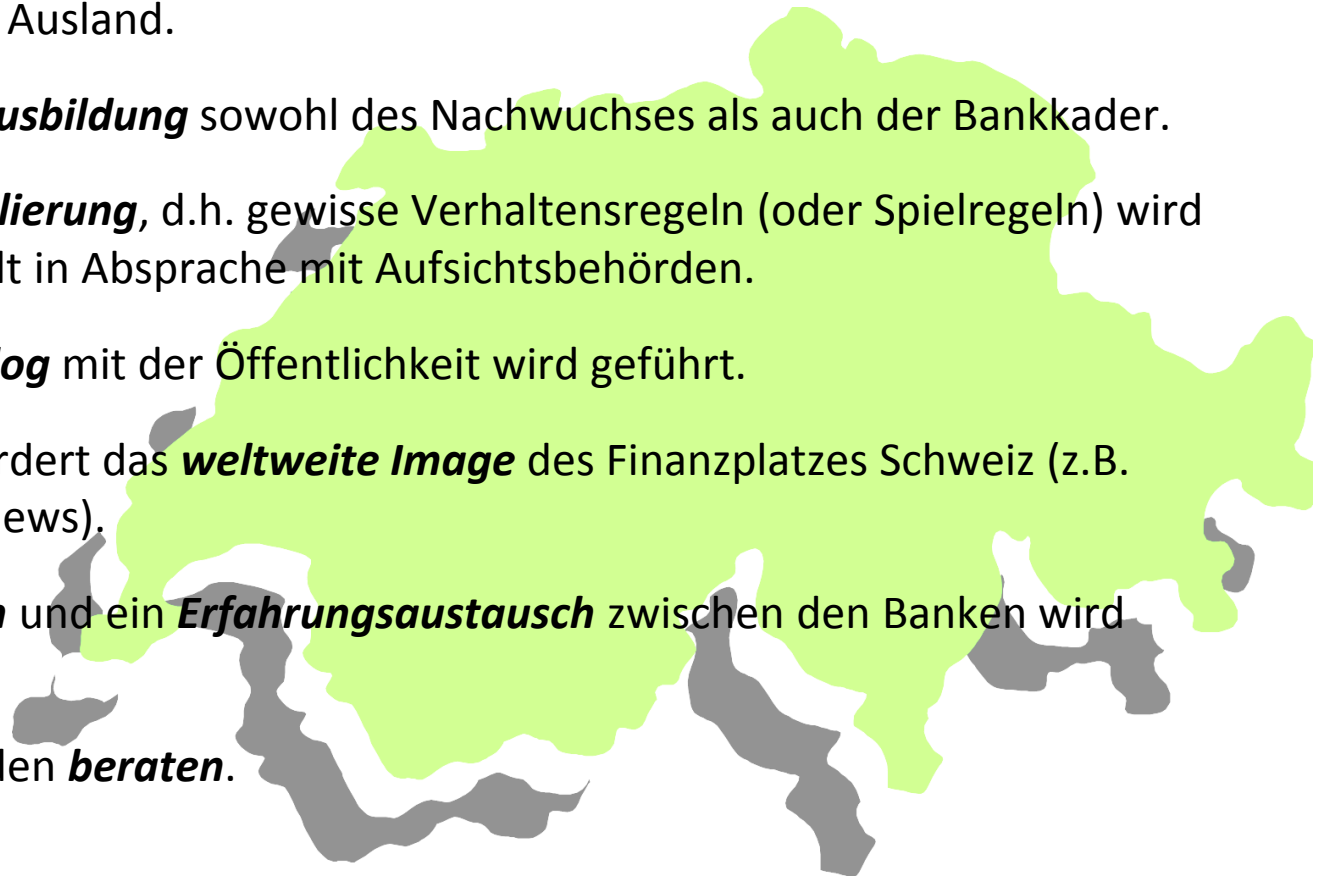 Ausland.
usbildung sowohl des Nachwuchses als auch der Bankkader.
lierung, d.h. gewisse Verhaltensregeln (oder Spielregeln) wird
lt in Absprache mit Aufsichtsbehörden.
log mit der Öffentlichkeit wird geführt.
rdert das weltweite Image des Finanzplatzes Schweiz (z.B.
ews).
n und ein Erfahrungsaustausch zwischen den Banken wird
den beraten.